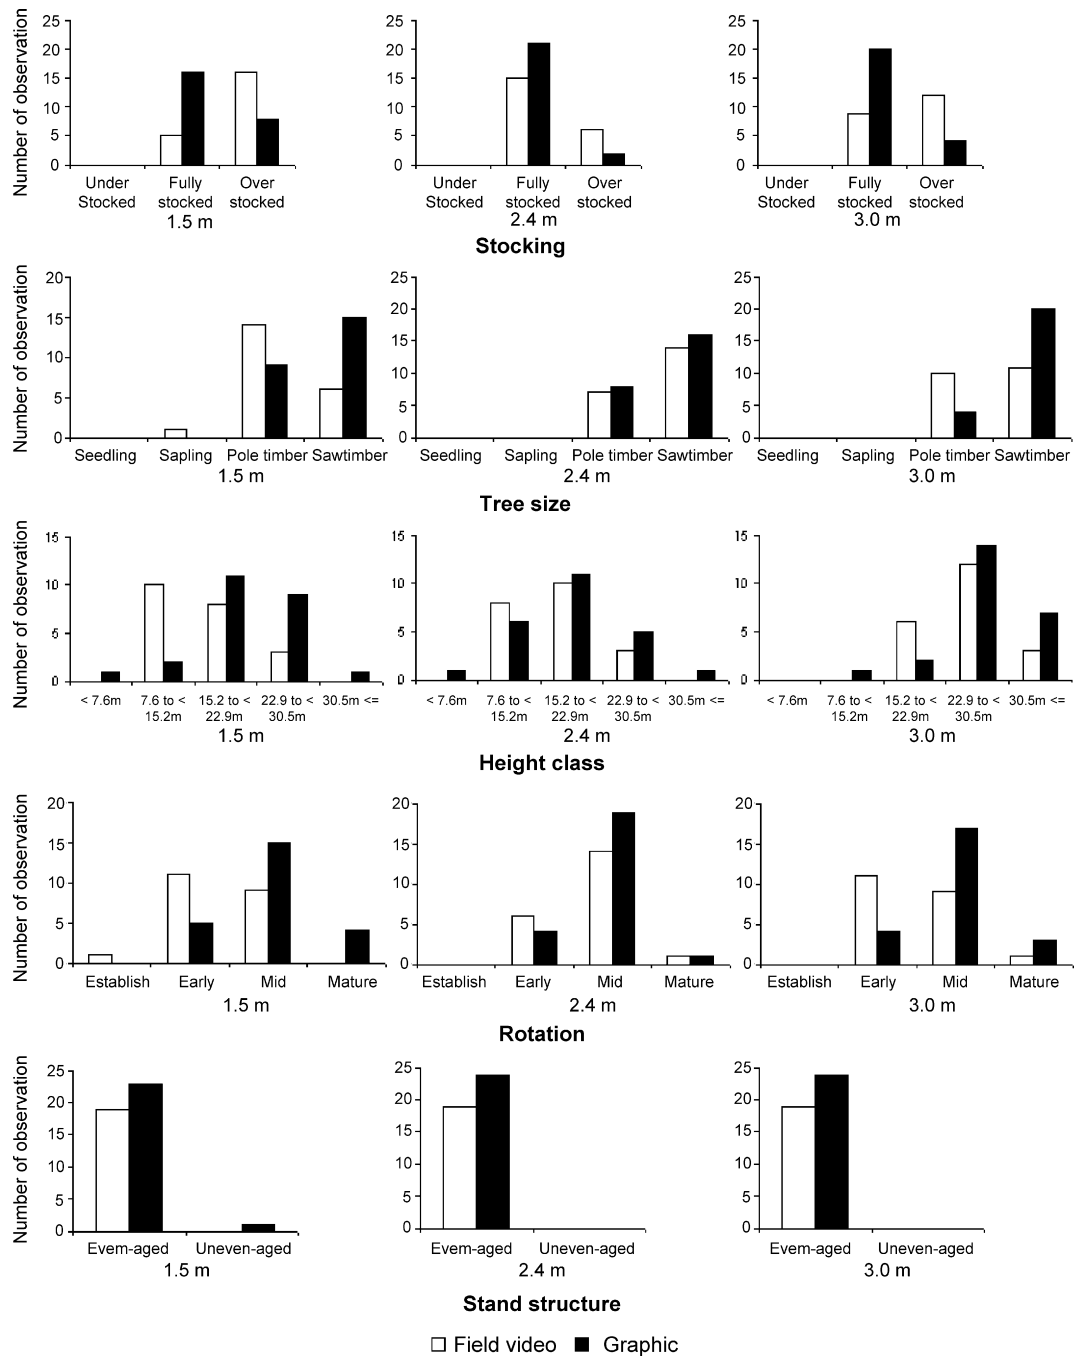 Number of observation
25
20
15
10
5
0
Under Stocked
Fully stocked
Over stocked
1.5 m
25
20
15
10
5
0
Under Stocked
Fully stocked
Over stocked
2.4 m
25
20
15
10
5
0
Under Stocked
Fully stocked
Over stocked
3.0 m
Stocking
Number of observation
20
15
10
5
0
Seedling
Sapling
Pole timber
Sawtimber
1.5 m
25
20
15
10
5
0
Seedling
Sapling
Pole timber
Sawtimber
2.4 m
25
20
15
10
5
0
Seedling
Sapling
Pole timber
Sawtimber
3.0 m
Tree size
Number of observation
15
10
5
0
< 7.6m
7.6 to < 15.2m
15.2 to < 22.9m
22.9 to < 30.5m
30.5m <=
1.5 m
15
10
5
0
< 7.6m
7.6 to < 15.2m
15.2 to < 22.9m
22.9 to < 30.5m
30.5m <=
2.4 m
15
10
5
0
< 7.6m
7.6 to < 15.2m
15.2 to < 22.9m
22.9 to < 30.5m
30.5m <=
3.0 m
Height class
Number of observation
20
15
10
5
0
Establish
Early
Mid
Mature
1.5 m
20
15
10
5
0
Establish
Early
Mid
Mature
2.4 m
20
15
10
5
0
Establish
Early
Mid
Mature
3.0 m
Rotation
Number of observation
25
20
15
10
5
0
Evem-aged
Uneven-aged
1.5 m
25
20
15
10
5
0
Evem-aged
Uneven-aged
2.4 m
25
20
15
10
5
0
Evem-aged
Uneven-aged
3.0 m
Stand structure
Field video
Graphic